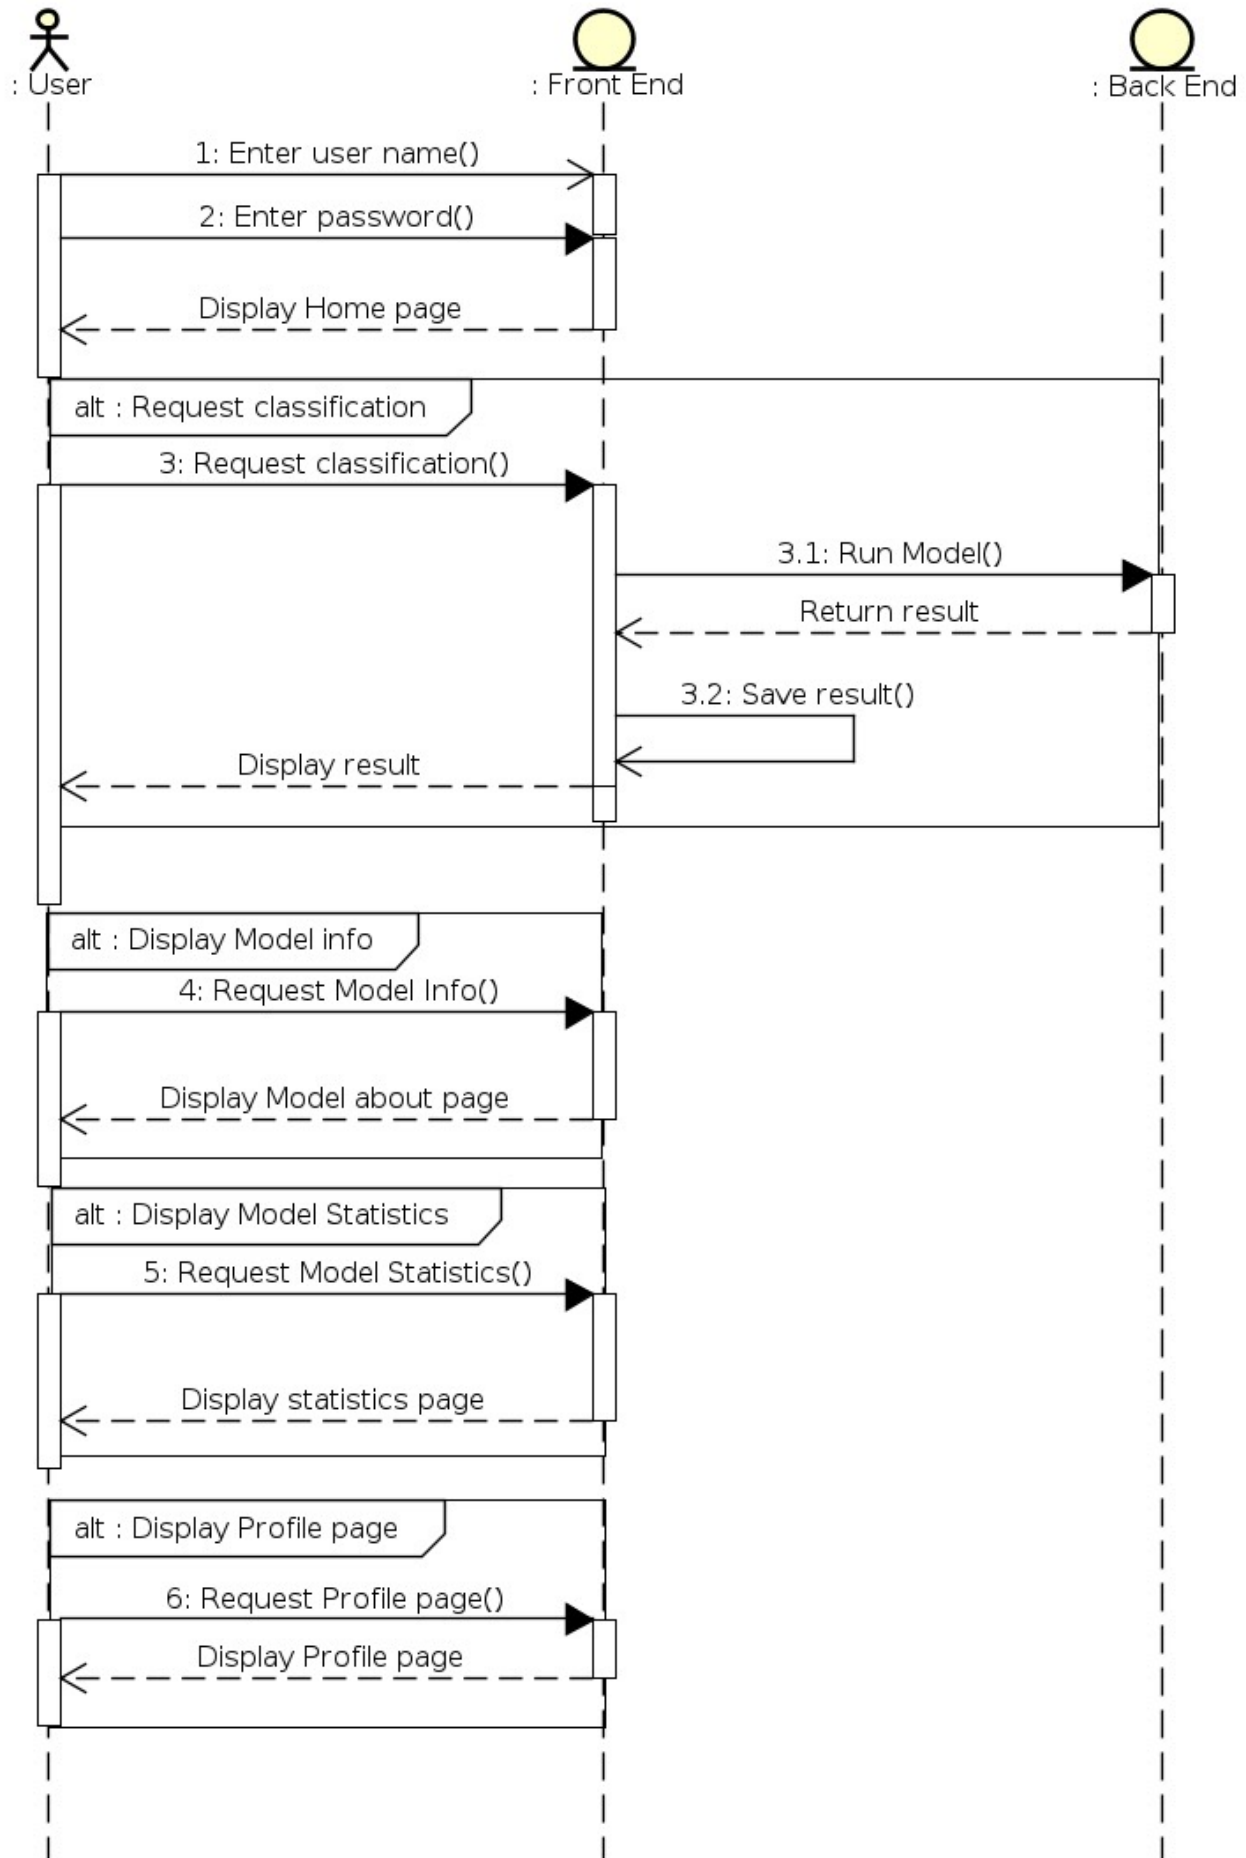 : User
: Front End
: Back End
1: Enter user name()
2: Enter password()
Display Home page
alt : Request classification
3: Request classification()
3.1: Run Model()
Return result
3.2: Save result()
Display result
alt : Display Model info
4: Request Model Info()
Display Model about page
alt : Display Model Statistics
5: Request Model Statistics()
Display statistics page
alt : Display Profile page
6: Request Profile page()
Display Profile page